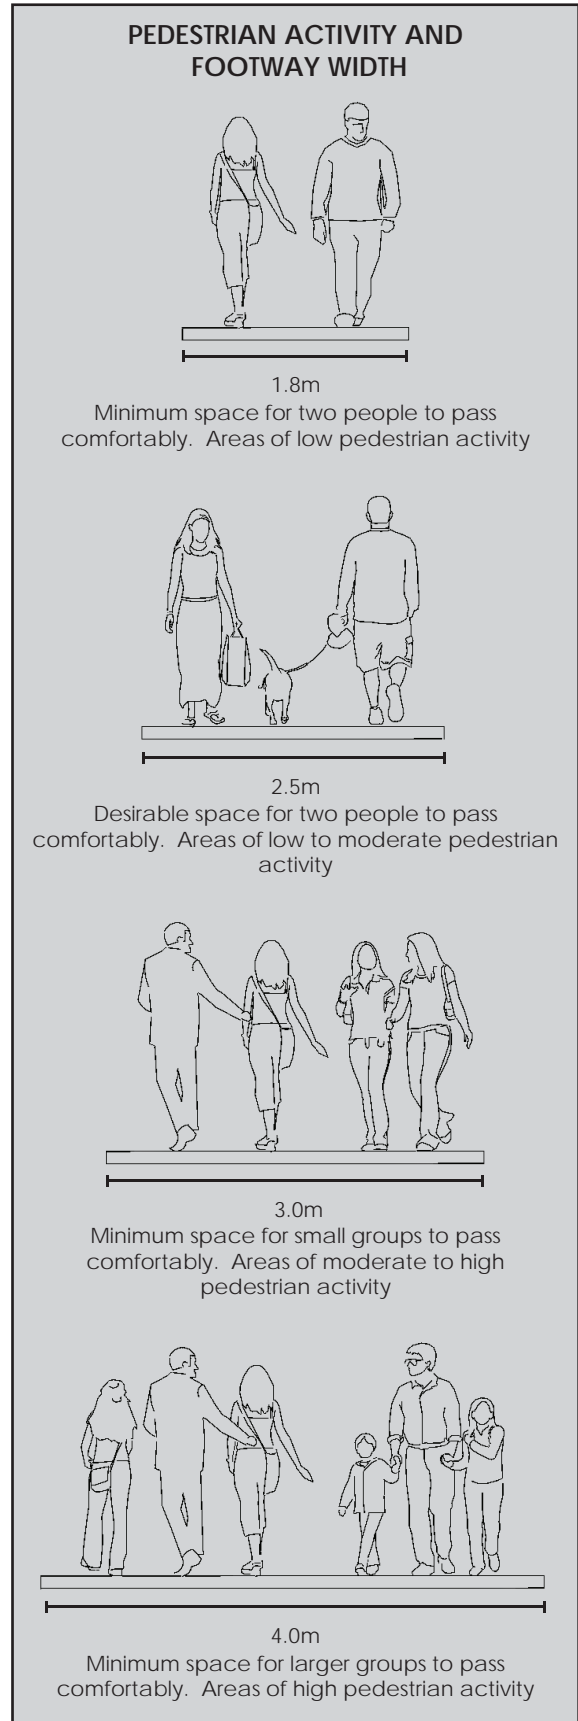 PEDESTRIAN ACTIVITY AND
FOOTWAY WIDTH
1.8m
Minimum space for two people to pass
comfortably.  Areas of low pedestrian activity
2.5m
Desirable space for two people to pass
comfortably.  Areas of low to moderate pedestrian
activity
3.0m
Minimum space for small groups to pass
comfortably.  Areas of moderate to high
pedestrian activity
4.0m
Minimum space for larger groups to pass
comfortably.  Areas of high pedestrian activity